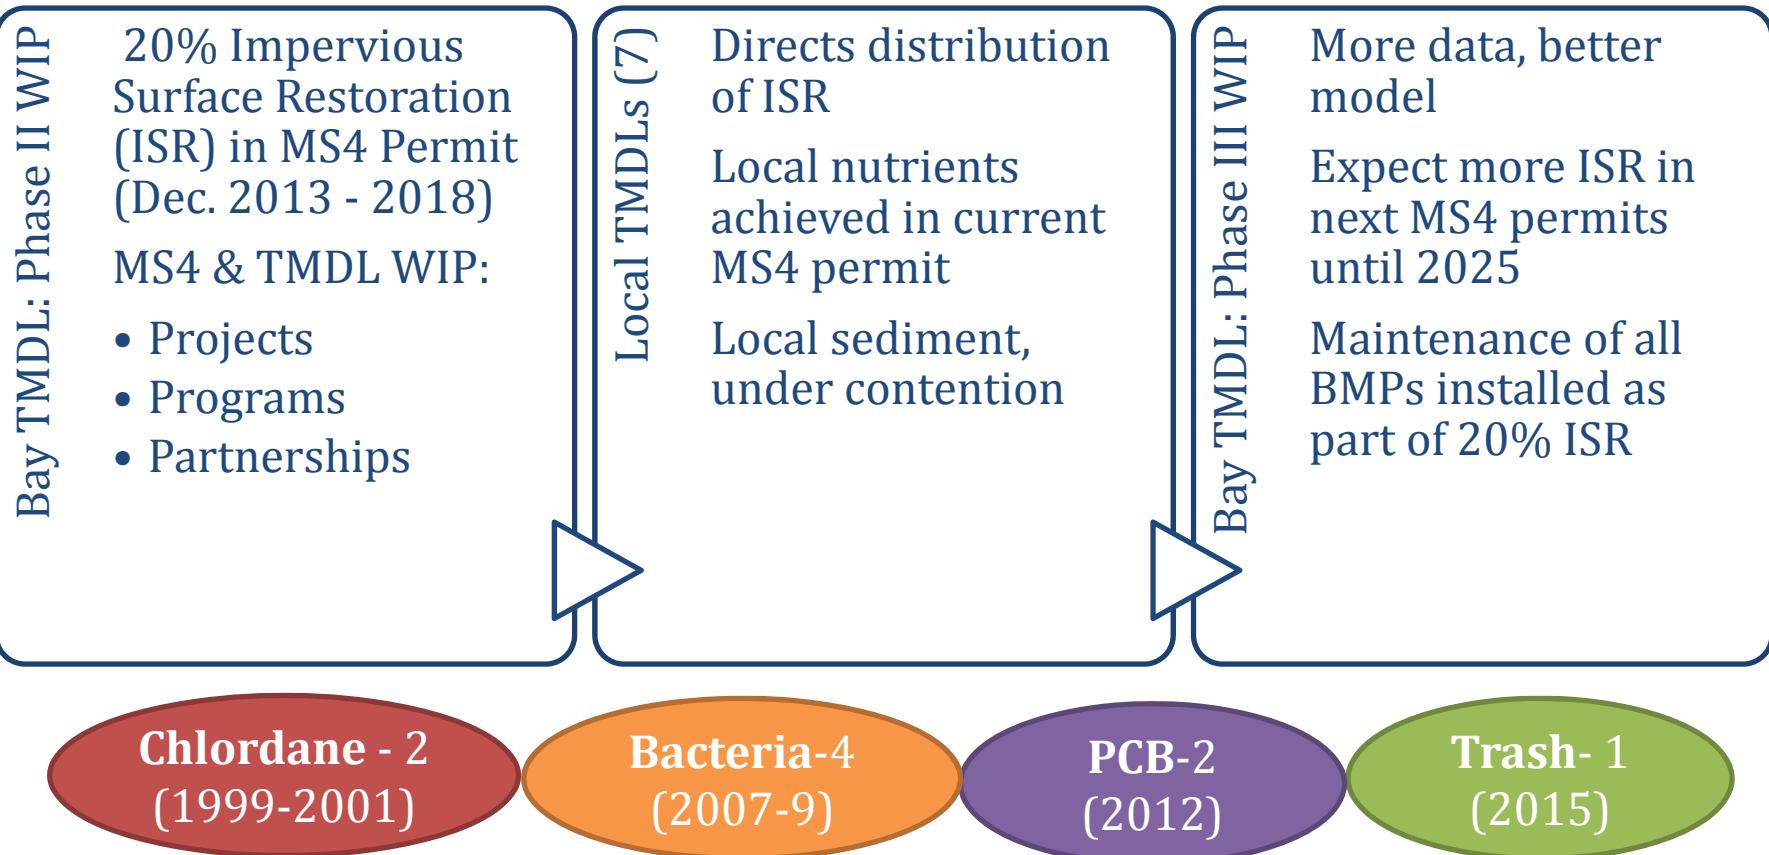 Bay TMDL: Phase II WIP
20% Impervious
Surface Restoration
(ISR) in MS4 Permit
(Dec. 2013 - 2018)
MS4 & TMDL WIP:
• Projects
• Programs
• Partnerships
Local TMDLs (7)
Directs distribution
of ISR
Local nutrients
achieved in current
MS4 permit
Local sediment,
under contention
Bay TMDL: Phase III WIP
More data, better
model
Expect more ISR in
next MS4 permits
until 2025
Maintenance of all
BMPs installed as
part of 20% ISR
Chlordane - 2
(1999-2001)
Bacteria-4
(2007-9)
PCB-2
(2012)
Trash- 1
(2015)